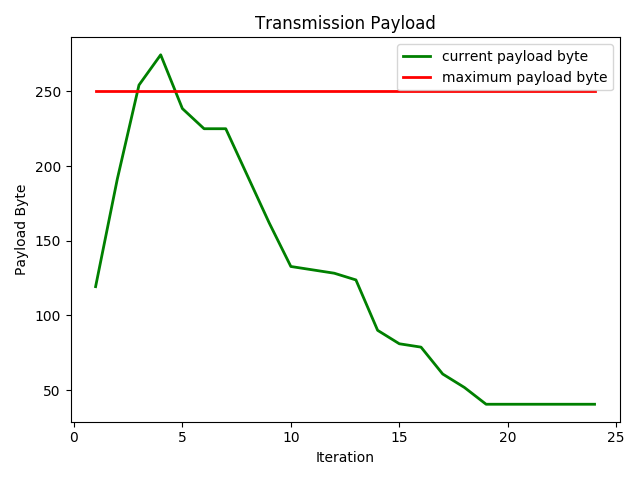 Transmission Payload
current payload byte
maximum payload byte
Payload Byte
250
200
150
100
50
0
5
10
15
20
25
Iteration